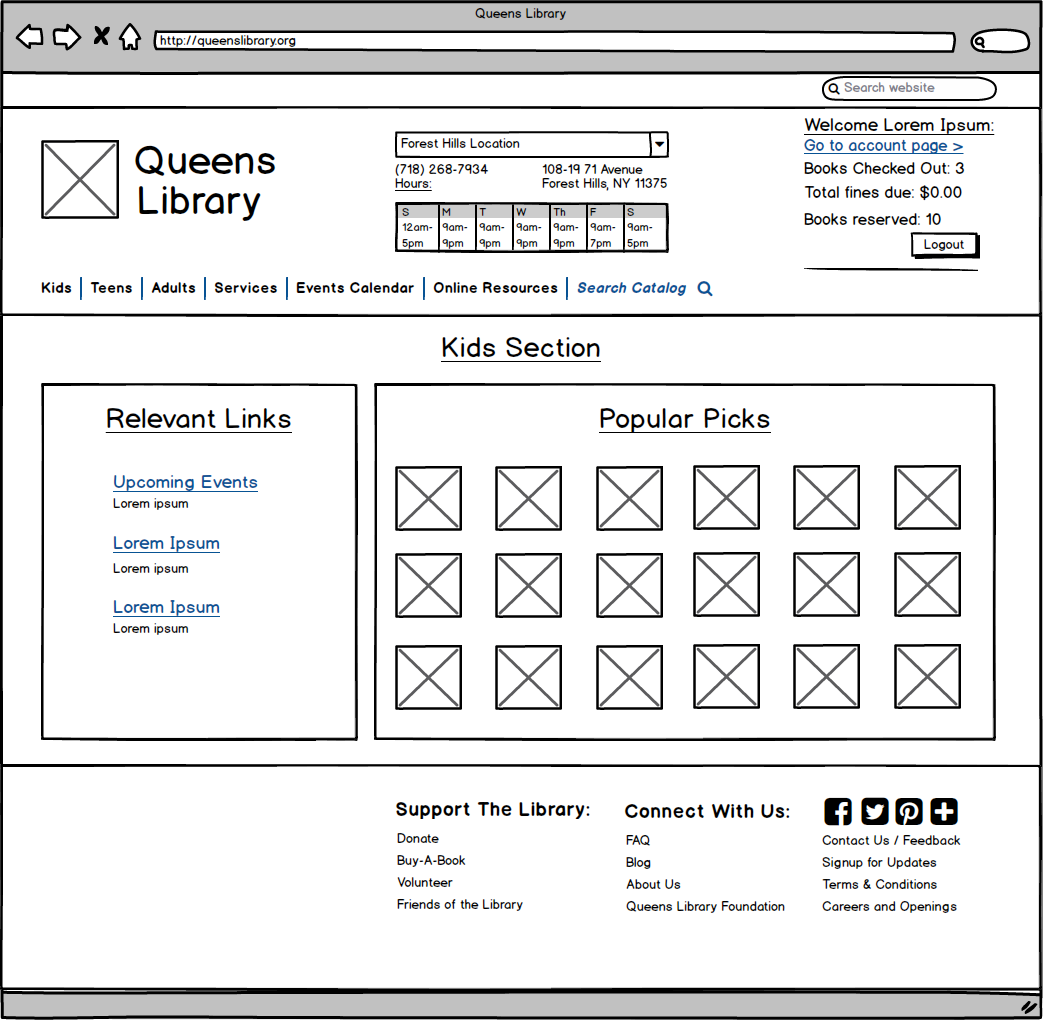 Queens Library
http://queenslibrary.org
Search website
Queens
Library
Forest Hills Location
(718) 268-7934
Hours:
108-19 71 Avenue
Forest Hills, NY 11375
S M T W Th F S
12am- 9am- 9am- 9am- 9am- 9am- 9am-
5pm 9pm 9pm 9pm 9pm 7pm 5pm
Welcome Lorem Ipsum:
Go to account page >
Books Checked Out: 3
Total fines due: $0.00
Books reserved: 10
Logout
Kids Teens Adults Services Events Calendar Online Resources Search Catalog
Kids Section
Relevant Links
Upcoming Events
Lorem ipsum
Lorem Ipsum
Lorem ipsum
Lorem Ipsum
Lorem ipsum
Popular Picks
Support The Library:
Donate
Buy-A-Book
Volunteer
Friends of the Library
Connect With Us:
FAQ
Blog
About Us
Queens Library Foundation
Contact Us / Feedback
Signup for Updates
Terms & Conditions
Careers and Openings